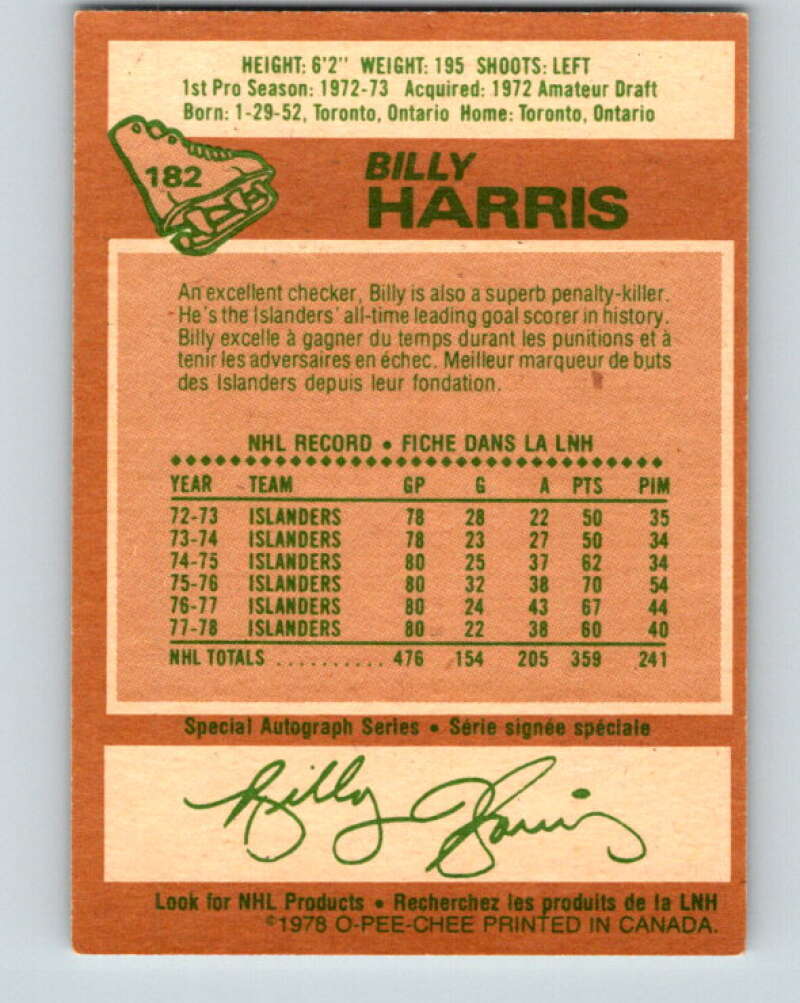 HEIGHT: 6'2" WEIGHT: 195 SHOOTS: LEFT
1st Pro Season: 1972-73 Acquired: 1972 Amateur Draft
Born: 1-29-52, Toronto, Ontario Home: Toronto, Ontario
182
BILLY
HARRIS
An excellent checker, Billy is also a superb penalty-killer.
He's the Islanders' all-time leading goal scorer in history.
Billy excelle à gagner du temps durant les punitions et à
tenir les adversaires en échec. Meilleur marqueur de buts
des Islanders depuis leur fondation.
NHL RECORD • FICHE DANS LA LNH
YEAR TEAM GP G A PTS PIM
72-73 ISLANDERS 78 28 22 50 35
73-74 ISLANDERS 78 23 27 50 34
74-75 ISLANDERS 80 25 37 62 34
75-76 ISLANDERS 80 32 38 70 54
76-77 ISLANDERS 80 24 43 67 44
77-78 ISLANDERS 80 22 38 60 40
NHL TOTALS .......... 476 154 205 359 241
Special Autograph Series • Série signée spéciale
Billy Harris
Look for NHL Products • Recherchez les produits de la LNH
©1978 O-PEE-CHEE PRINTED IN CANADA.